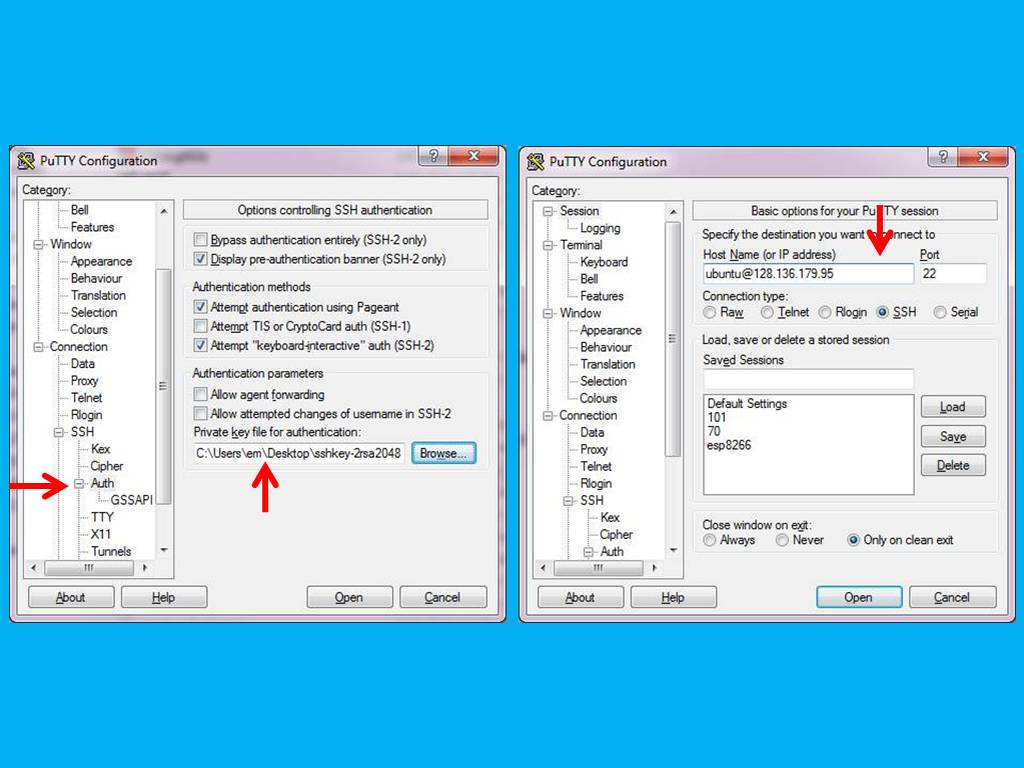 PuTTY Configuration
Category:
Bell
Features
Window
Appearance
Behaviour
Translation
Selection
Colours
Connection
Data
Proxy
Telnet
Rlogin
SSH
Kex
Cipher
Auth
GSSAPI
TTY
X11
Tunnels
Options controlling SSH authentication
Bypass authentication entirely (SSH-2 only)
Display pre-authentication banner (SSH-2 only)
Authentication methods
Attempt authentication using Pageant
Attempt TIS or CryptoCard auth (SSH-1)
Attempt "keyboard-interactive" auth (SSH-2)
Authentication parameters
Allow agent forwarding
Allow attempted changes of username in SSH-2
Private key file for authentication:
C:\Users\em\Desktop\sshkey-2rsa2048 Browse...
About Help Open Cancel
PuTTY Configuration
Category:
Session
Logging
Terminal
Keyboard
Bell
Features
Window
Appearance
Behaviour
Translation
Selection
Colours
Connection
Data
Proxy
Telnet
Rlogin
SSH
Kex
Cipher
Auth
Basic options for your PuTTY session
Specify the destination you want to connect to
Host Name (or IP address) Port
ubuntu@128.136.179.95 22
Connection type:
Raw Telnet Rlogin SSH Serial
Load, save or delete a stored session
Saved Sessions
Default Settings
101
70
esp8266
Load
Save
Delete
Close window on exit:
Always Never Only on clean exit
About Help Open Cancel